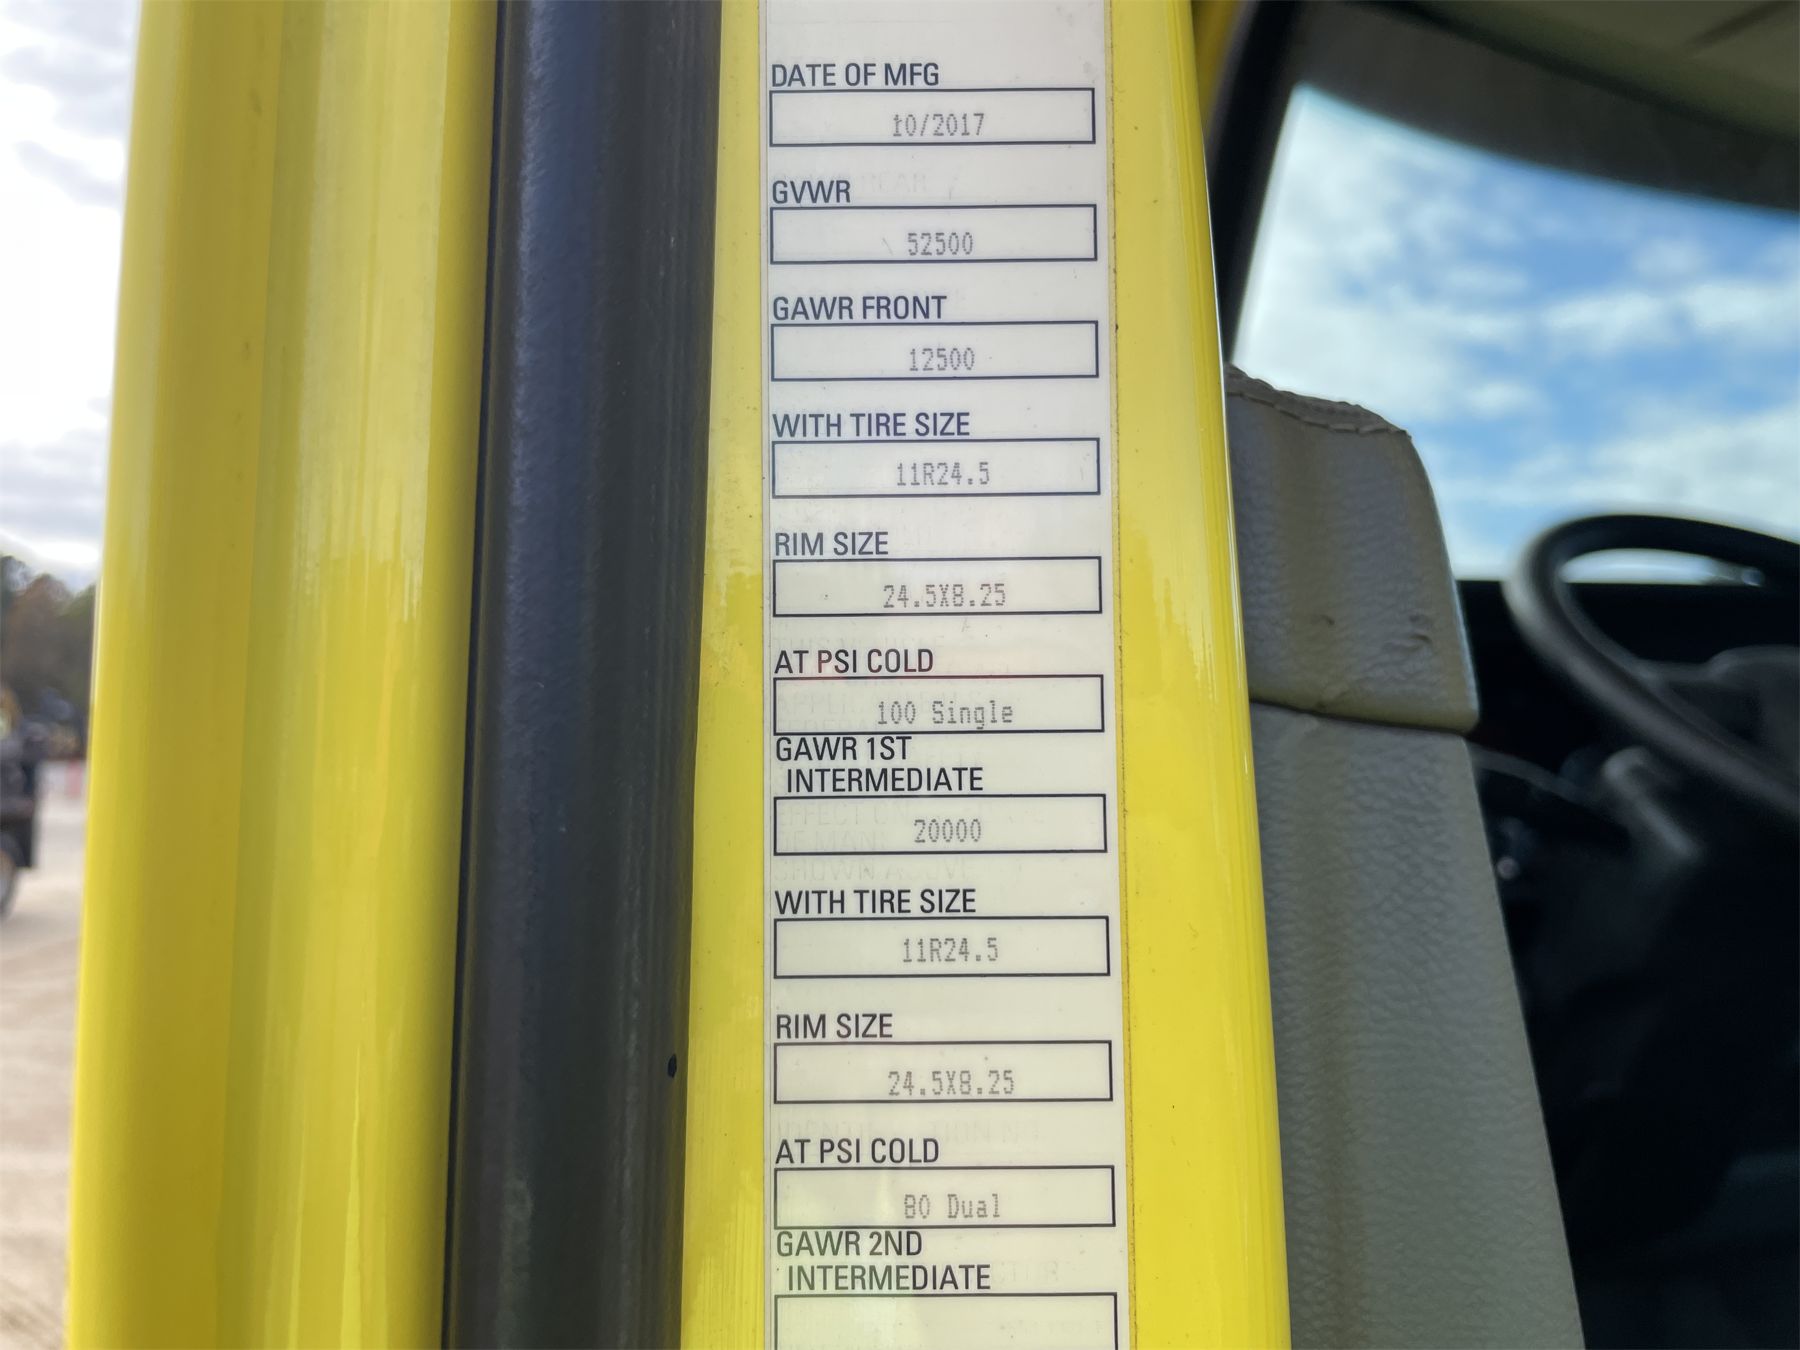 DATE OF MFG
10/2017
GVWR
52500
GAWR FRONT
12500
WITH TIRE SIZE
11R24.5
RIM SIZE
24.5X8.25
AT PSI COLD
100 Single
GAWR 1ST
INTERMEDIATE
20000
WITH TIRE SIZE
11R24.5
RIM SIZE
24.5X8.25
AT PSI COLD
80 Dual
GAWR 2ND
INTERMEDIATE